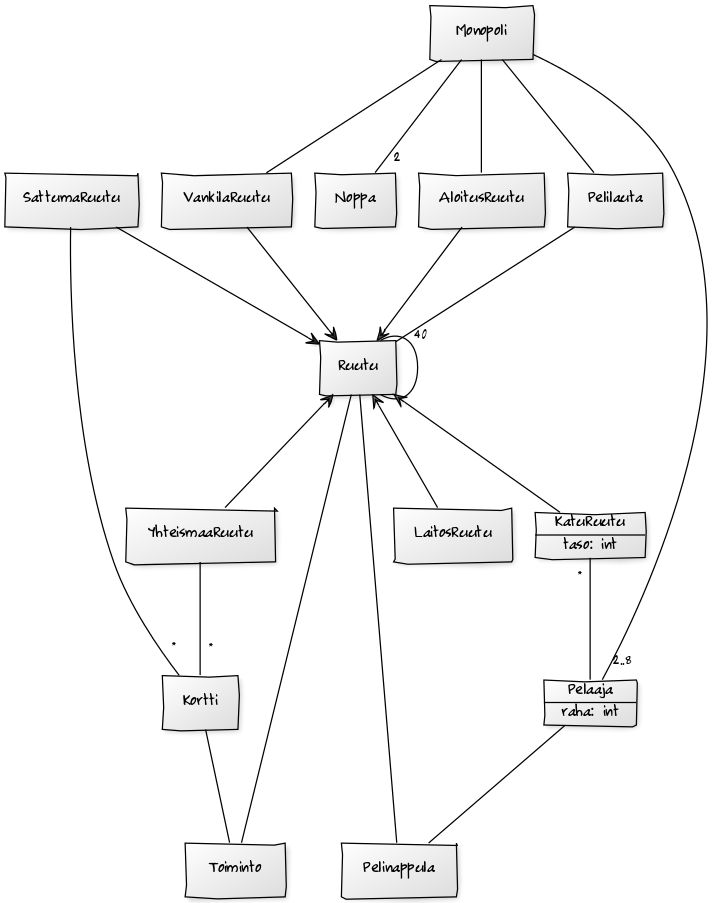 Monopoli
2
SattumaRuutu
VankilaRuutu
Noppa
AloitusRuutu
Pelilauta
40
Ruutu
YhteismaaRuutu
LaitosRuutu
KatuRuutu
taso: int
*
* *
2..8
Kortti
Pelaaja
raha: int
Toiminto
Pelinappula